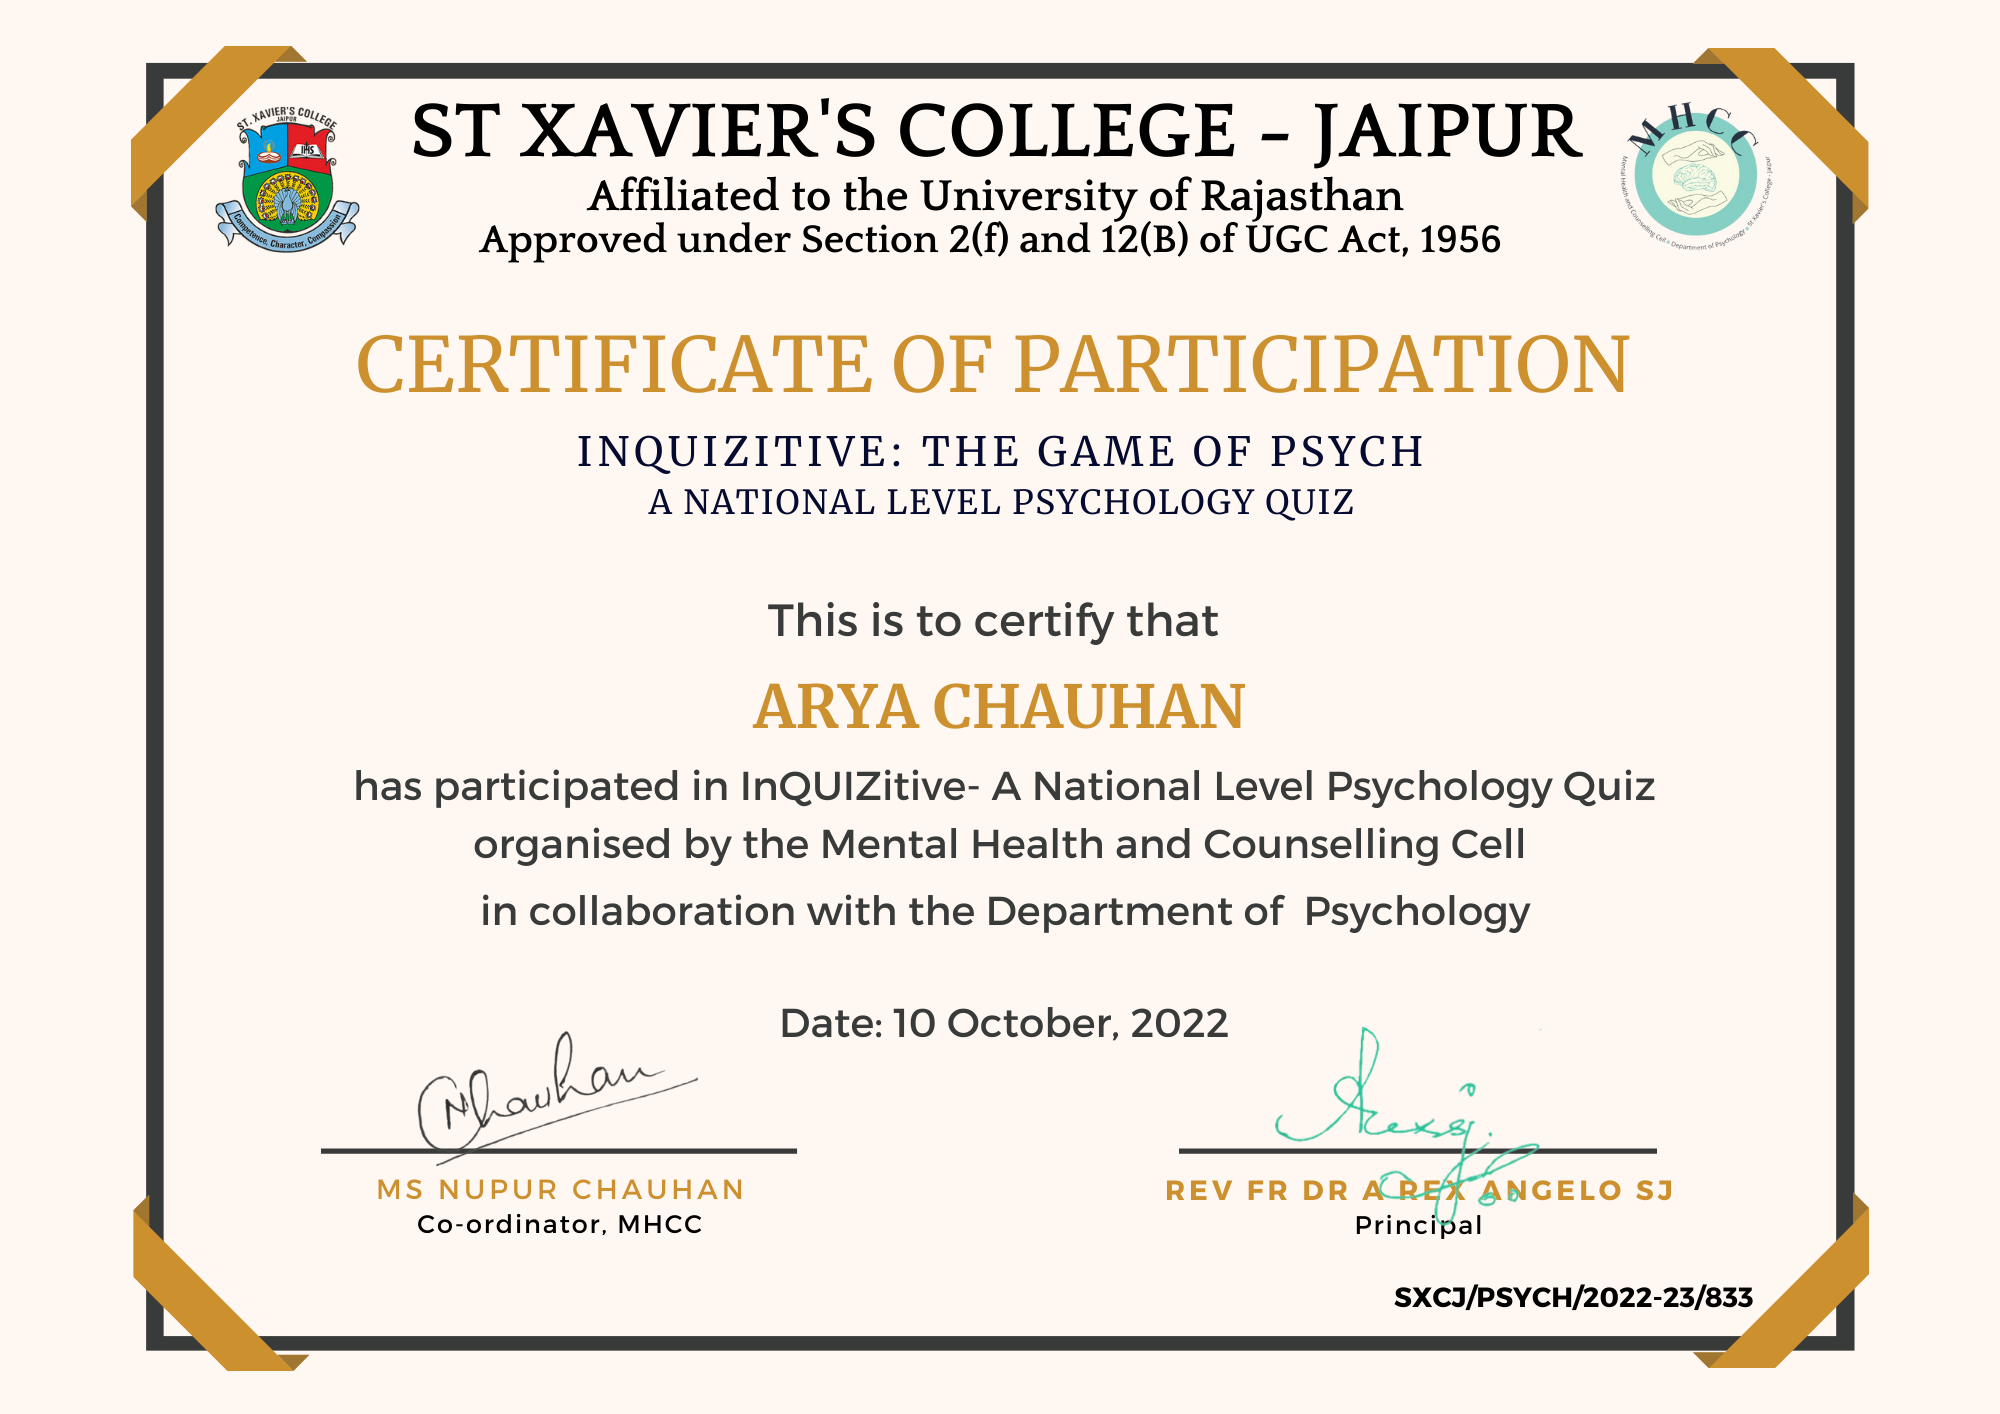 ST. XAVIER'S COLLEGE
JAIPUR
IHS
Competence, Character, Compassion
ST XAVIER'S COLLEGE - JAIPUR
Affiliated to the University of Rajasthan
Approved under Section 2(f) and 12(B) of UGC Act, 1956
MHCC
Mental Health and Counselling Cell • Department of Psychology • St Xavier's College - Jaipur
CERTIFICATE OF PARTICIPATION
INQUIZITIVE: THE GAME OF PSYCH
A NATIONAL LEVEL PSYCHOLOGY QUIZ
This is to certify that
ARYA CHAUHAN
has participated in InQUIZitive- A National Level Psychology Quiz
organised by the Mental Health and Counselling Cell
in collaboration with the Department of Psychology
Date: 10 October, 2022
NChauhan
MS NUPUR CHAUHAN
Co-ordinator, MHCC
REV FR DR A REX ANGELO SJ
Principal
SXCJ/PSYCH/2022-23/833